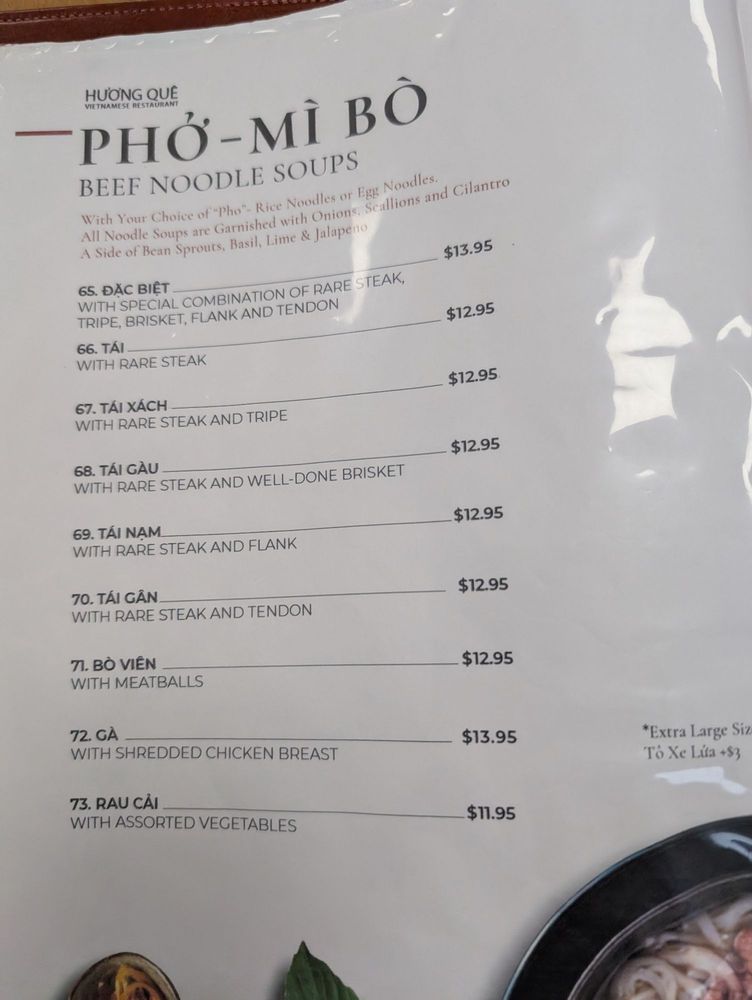 HƯƠNG QUÊ
VIETNAMESE RESTAURANT
PHỞ - MÌ BÒ
BEEF NOODLE SOUPS
With Your Choice of "Pho"- Rice Noodles or Egg Noodles.
All Noodle Soups are Garnished with Onions, Scallions and Cilantro
A Side of Bean Sprouts, Basil, Lime & Jalapeno
65. ĐẶC BIỆT $13.95
WITH SPECIAL COMBINATION OF RARE STEAK,
TRIPE, BRISKET, FLANK AND TENDON
66. TÁI $12.95
WITH RARE STEAK
67. TÁI XÁCH $12.95
WITH RARE STEAK AND TRIPE
68. TÁI GÀU $12.95
WITH RARE STEAK AND WELL-DONE BRISKET
69. TÁI NẠM $12.95
WITH RARE STEAK AND FLANK
70. TÁI GÂN $12.95
WITH RARE STEAK AND TENDON
71. BÒ VIÊN $12.95
WITH MEATBALLS
72. GÀ $13.95
WITH SHREDDED CHICKEN BREAST
73. RAU CẢI $11.95
WITH ASSORTED VEGETABLES
*Extra Large Siz
Tô Xe Lửa +$3